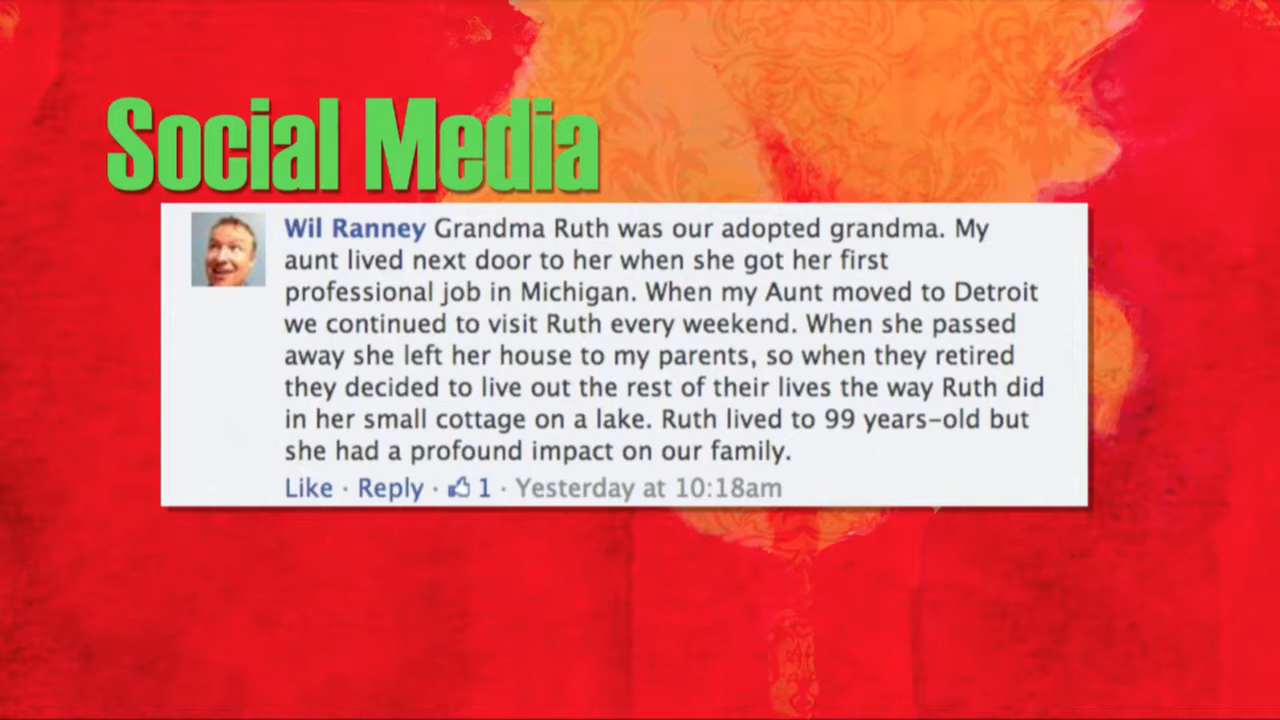 Social Media
Wil Ranney Grandma Ruth was our adopted grandma. My
aunt lived next door to her when she got her first
professional job in Michigan. When my Aunt moved to Detroit
we continued to visit Ruth every weekend. When she passed
away she left her house to my parents, so when they retired
they decided to live out the rest of their lives the way Ruth did
in her small cottage on a lake. Ruth lived to 99 years-old but
she had a profound impact on our family.
Like · Reply · 1 · Yesterday at 10:18am